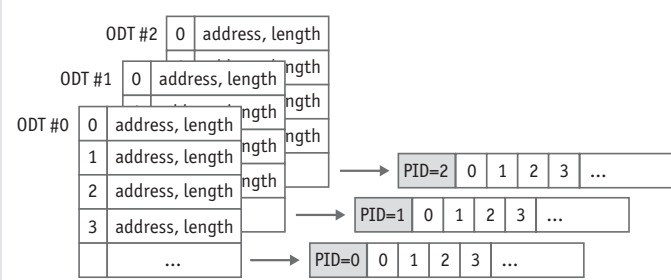 ODT #2 0 address, length
ngth
ODT #1 0 address, length ngth
ngth
ODT #0 0 address, length ngth
1 address, length ngth
2 address, length
3 address, length
...
PID=2 0 1 2 3 ...
PID=1 0 1 2 3 ...
PID=0 0 1 2 3 ...